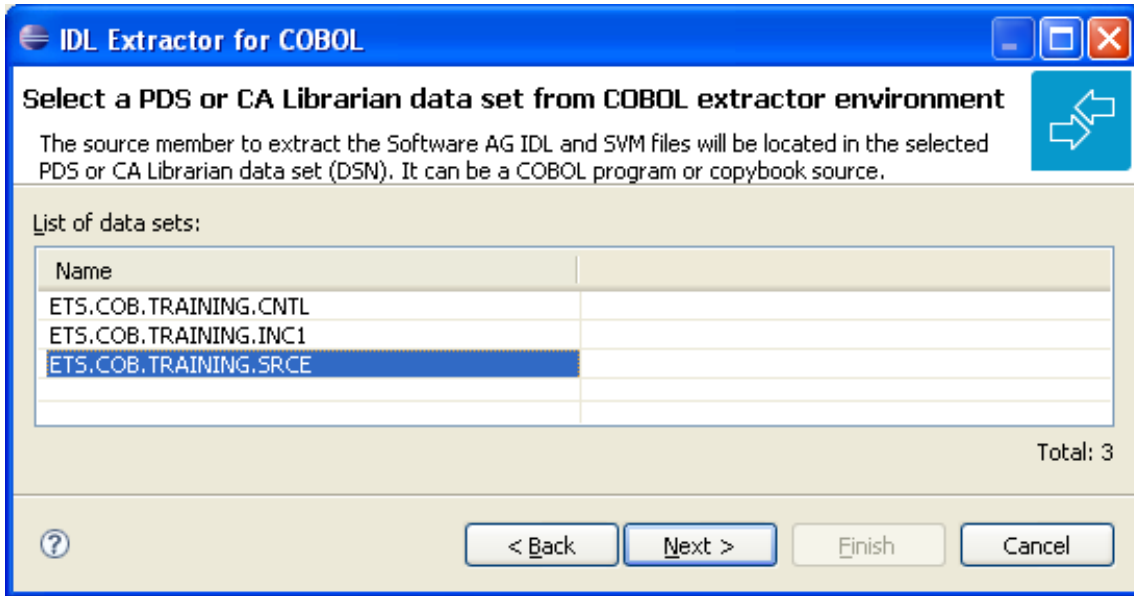 IDL Extractor for COBOL
Select a PDS or CA Librarian data set from COBOL extractor environment
The source member to extract the Software AG IDL and SVM files will be located in the selected
PDS or CA Librarian data set (DSN). It can be a COBOL program or copybook source.
List of data sets:
Name
ETS.COB.TRAINING.CNTL
ETS.COB.TRAINING.INC1
ETS.COB.TRAINING.SRCE
Total: 3
? < Back Next > Finish Cancel